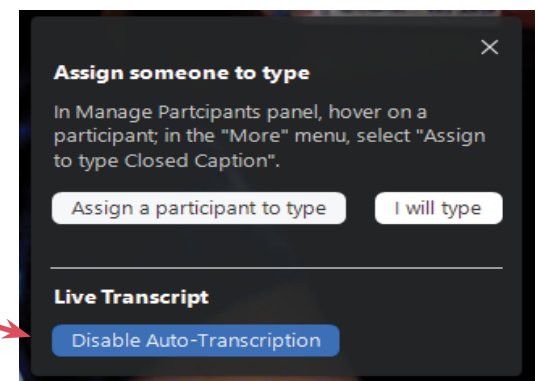 Assign someone to type
In Manage Partcipants panel, hover on a
participant; in the "More" menu, select "Assign
to type Closed Caption".
Assign a participant to type
I will type
Live Transcript
Disable Auto-Transcription